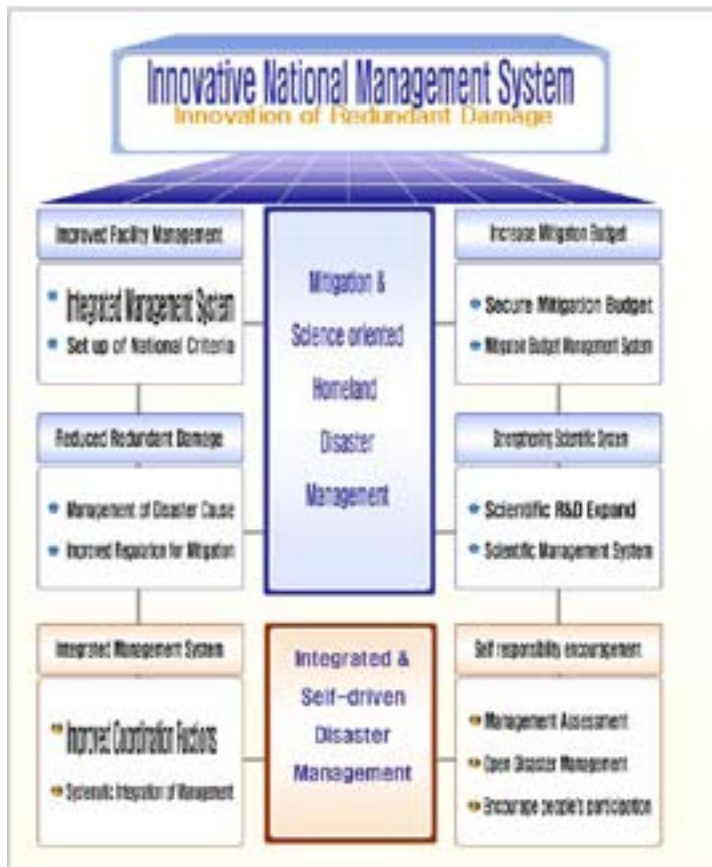 Innovative National Management System
Innovation of Redundant Damage
Improved Facility Management
Integrated Management System
Set up of National Criteria
Reduced Redundant Damage
Management of Disaster Cause
Improved Regulation for Mitigation
Integrated Management System
Improved Coordination
Systematic Integration of Management
Mitigation &
Science oriented
Homeland
Disaster
Management
Integrated &
Self-driven
Disaster
Management
Increase Mitigation Budget
Secure Mitigation Budget
Mitigation Budget Management System
Strengthening Scientific System
Scientific R&D Expand
Scientific Management System
Self responsibility encouragement
Management Assessment
Open Disaster Management
Encourage people's participation